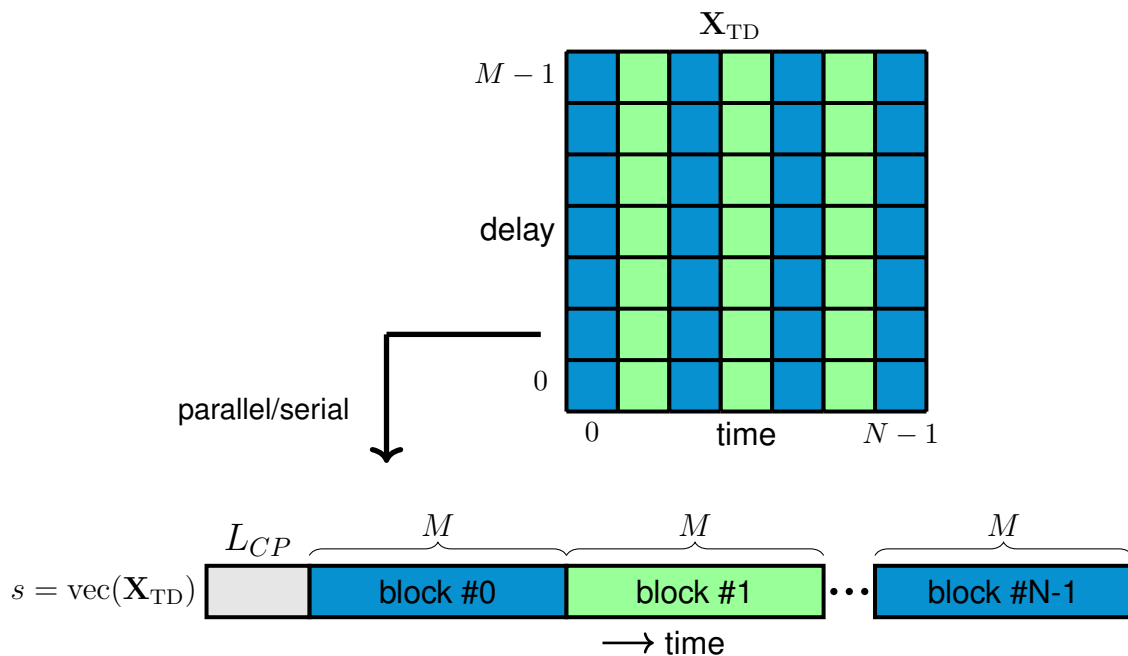 X_TD
M − 1
delay
0
0 time N − 1
parallel/serial
L_CP M M M
s = vec(X_TD) block #0 block #1 ••• block #N-1
→ time